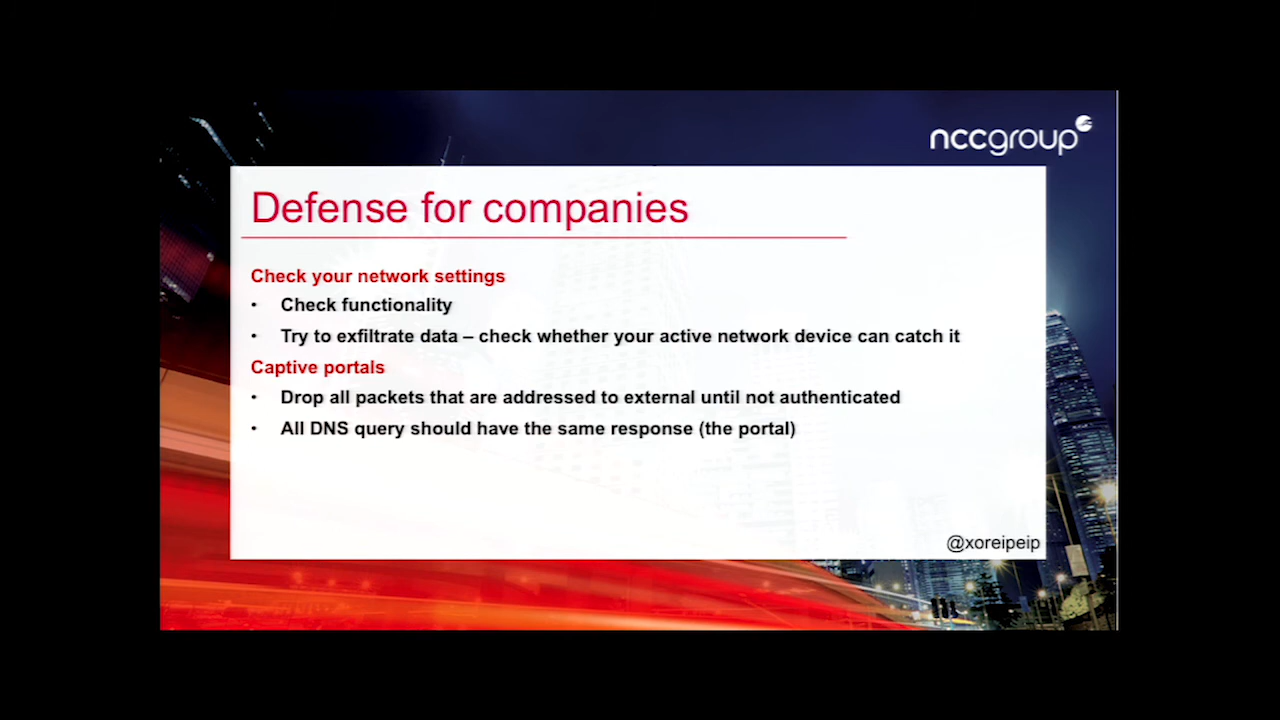 nccgroup
Defense for companies
Check your network settings
• Check functionality
• Try to exfiltrate data – check whether your active network device can catch it
Captive portals
• Drop all packets that are addressed to external until not authenticated
• All DNS query should have the same response (the portal)
@xoreipeip